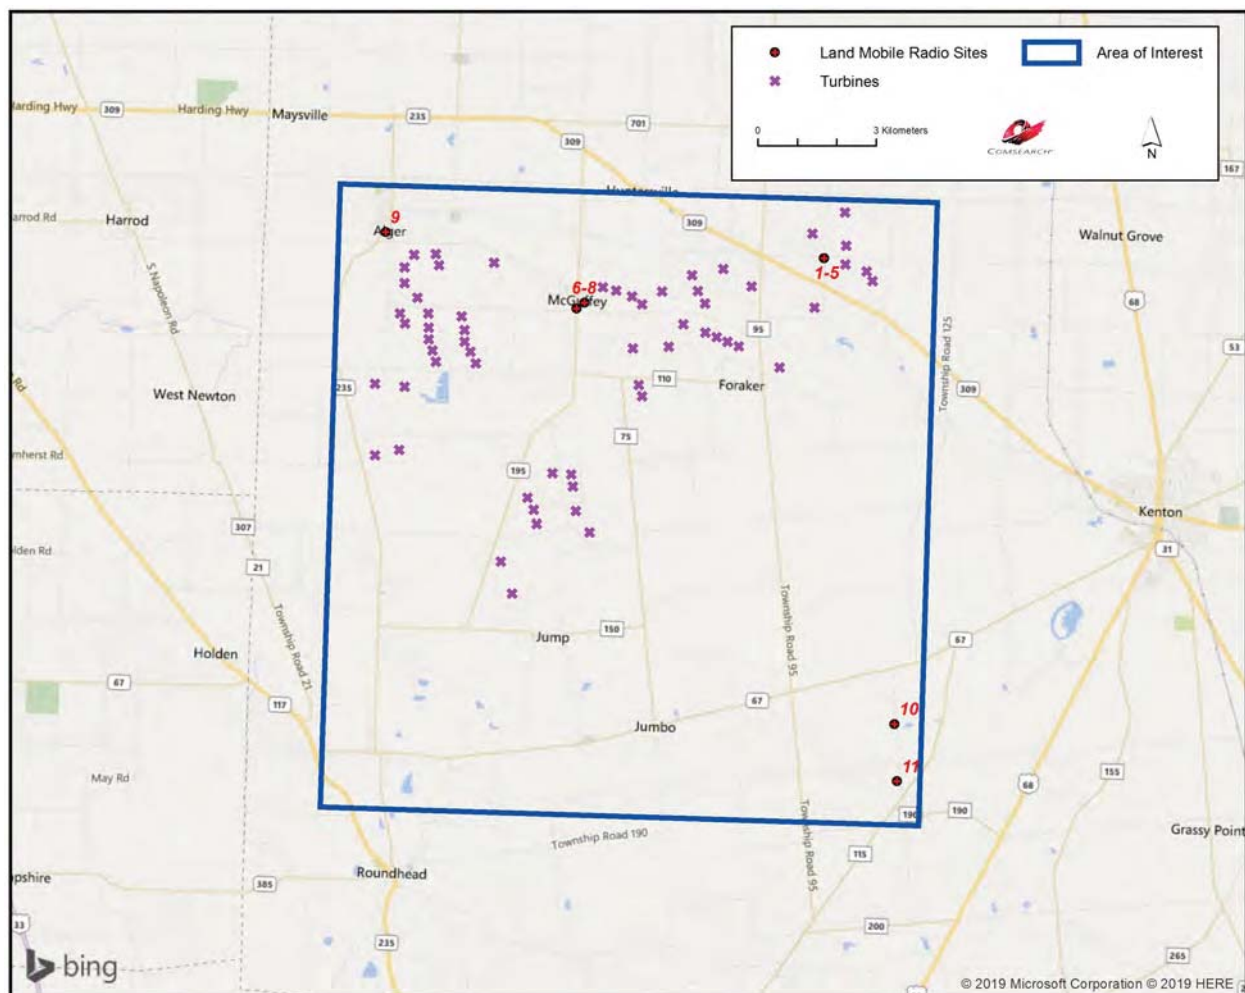 Land Mobile Radio Sites
Area of Interest
Turbines
0
3 Kilometers
COMSEARCH
N
Harding Hwy
309
Harding Hwy
Maysville
235
701
309
167
Huntersville
Harrod
309
Walnut Grove
9
Alger
1-5
S Napoleon Rd
6-8
McGuffey
68
95
Township Road 125
53
235
110
Foraker
309
West Newton
Rd
75
195
Kenton
307
31
21
Township Road 21
Township Road 95
Jump
150
67
Holden
67
117
67
10
Jumbo
11
May Rd
155
68
190
190
Township Road 190
Township Road 95
Grassy Point
115
Roundhead
385
33
200
235
265
bing
© 2019 Microsoft Corporation © 2019 HERE